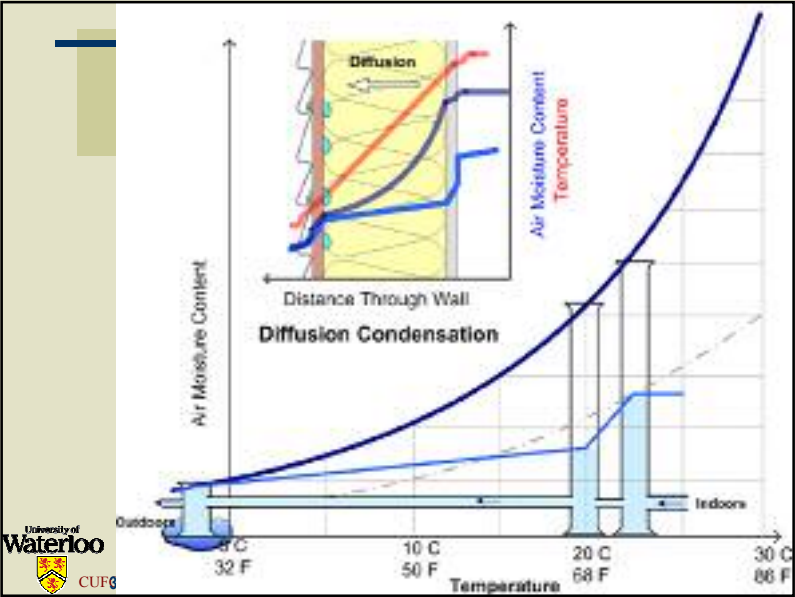 Diffusion
Air Moisture Content
Temperature
Distance Through Wall
Diffusion Condensation
Air Moisture Content
Indoors
Outdoors
10 C
20 C
30 C
32 F
50 F
68 F
86 F
Temperature
University of
Waterloo